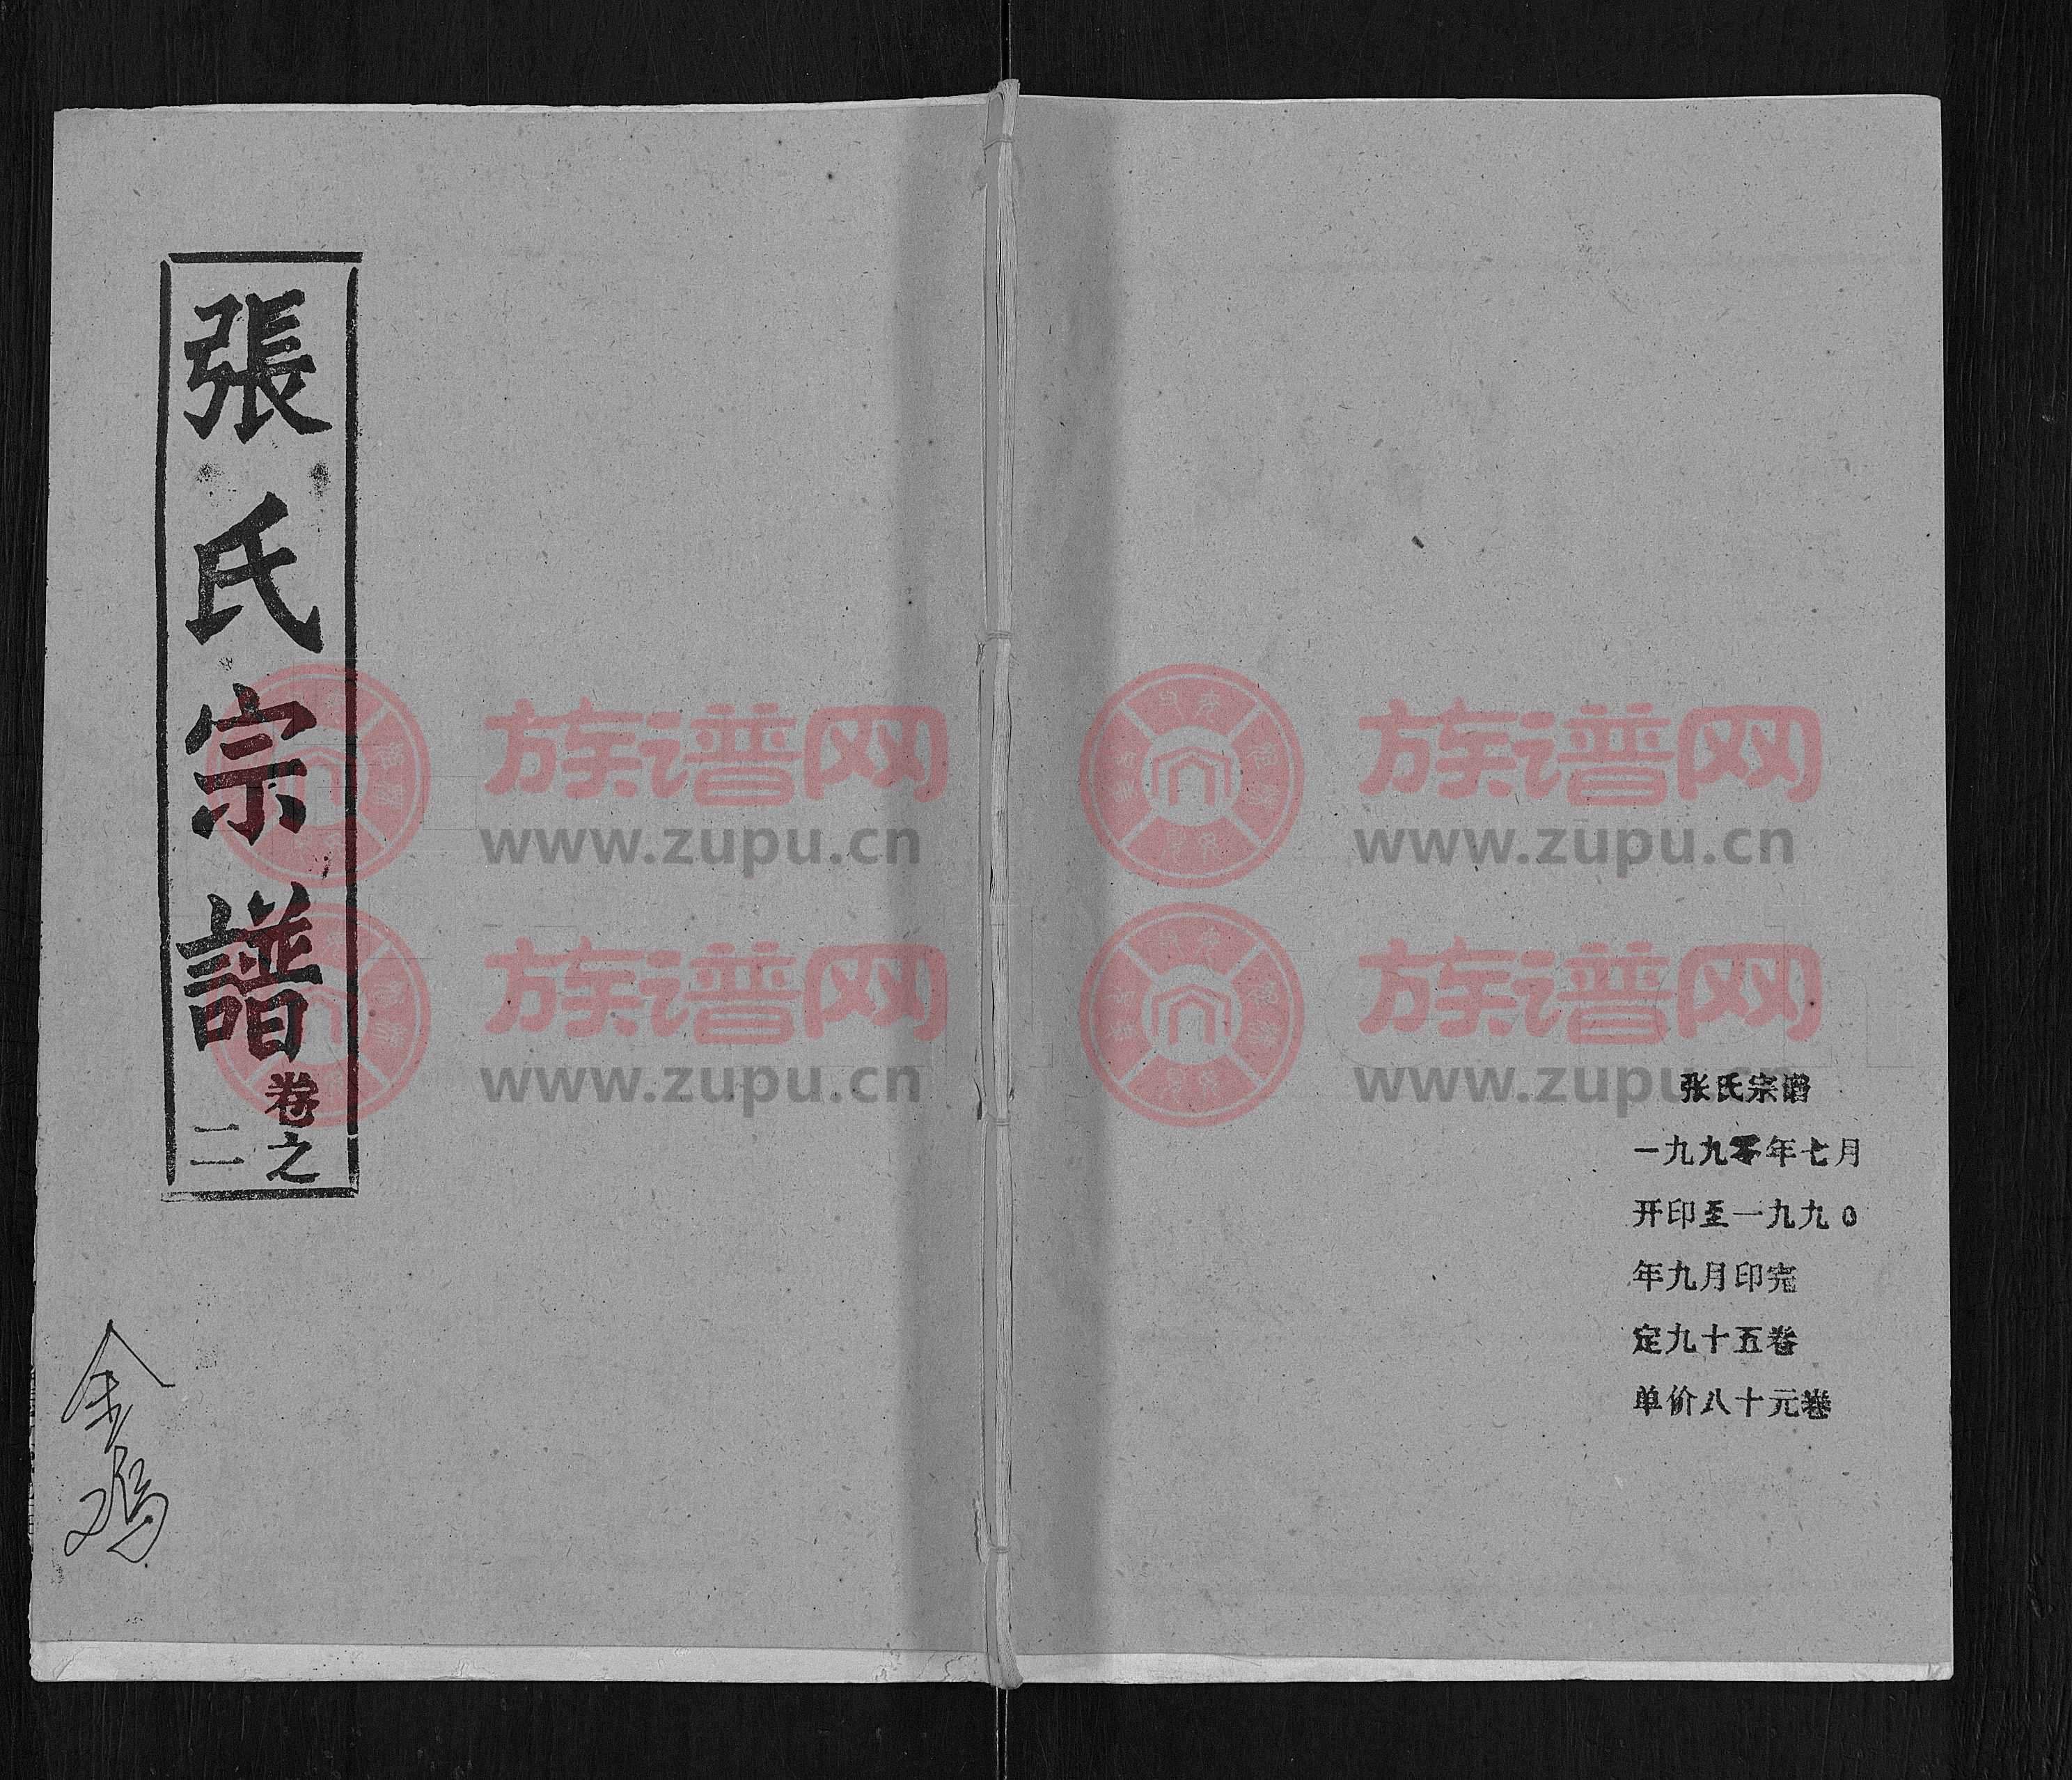 張氏宗譜
卷之
二
金鸡
族谱网
www.zupu.cn
族谱网
www.zupu.cn
族谱网
www.zupu.cn
族谱网
www.zupu.cn
张氏宗谱
一九九零年七月
开印至一九九0
年九月印完
定九十五卷
单价八十元卷